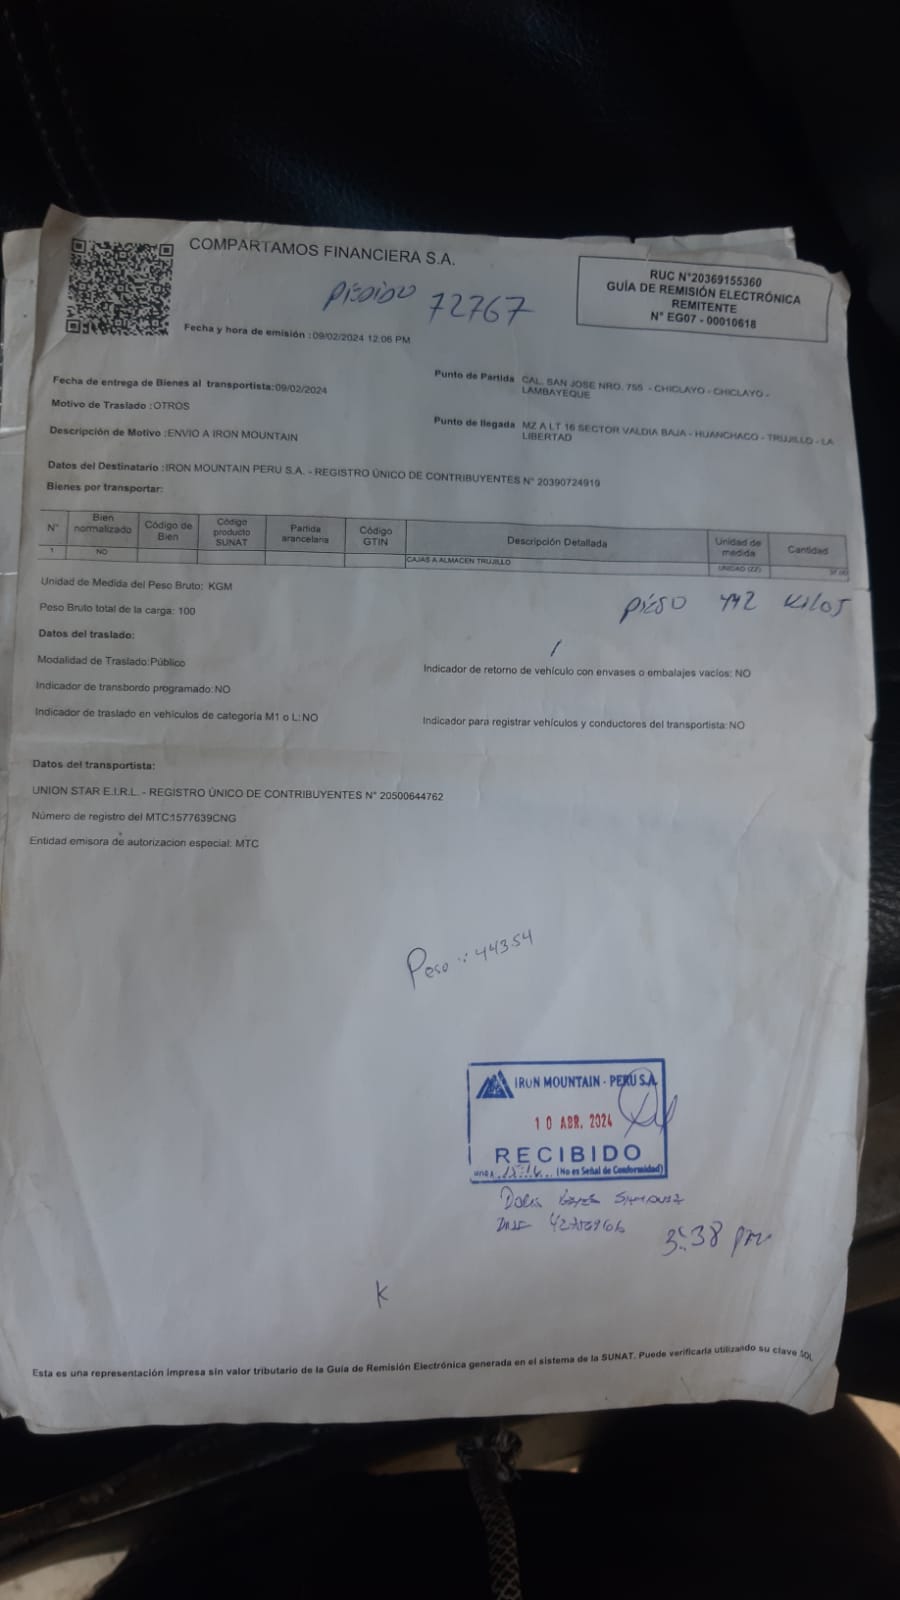 COMPARTAMOS FINANCIERA S.A.
PESO 72767
Fecha y hora de emisión :09/02/2024 12:06 PM
RUC N°20369155360
GUÍA DE REMISIÓN ELECTRÓNICA
REMITENTE
N° EG07 - 00010618
Fecha de entrega de Bienes al transportista:09/02/2024
Punto de Partida CAL. SAN JOSE NRO. 755 - CHICLAYO - CHICLAYO -
LAMBAYEQUE
Motivo de Traslado :OTROS
Punto de llegada MZ A LT 16 SECTOR VALDIA BAJA - HUANCHACO - TRUJILLO - LA
LIBERTAD
Descripción de Motivo :ENVIO A IRON MOUNTAIN
Datos del Destinatario :IRON MOUNTAIN PERU S.A. - REGISTRO ÚNICO DE CONTRIBUYENTES N° 20390724919
Bienes por transportar:
N° Bien normalizado Código de Bien Código producto SUNAT Partida arancelaria Código GTIN Descripción Detallada Unidad de medida Cantidad
1 NO CAJAS A ALMACEN TRUJILLO UNIDAD (ZZ)
Unidad de Medida del Peso Bruto: KGM
PESO 442 KILOS
Peso Bruto total de la carga: 100
Datos del traslado:
Modalidad de Traslado:Público
Indicador de retorno de vehículo con envases o embalajes vacíos: NO
Indicador de transbordo programado:NO
Indicador de traslado en vehículos de categoría M1 o L:NO
Indicador para registrar vehículos y conductores del transportista: NO
Datos del transportista:
UNION STAR E.I.R.L. - REGISTRO ÚNICO DE CONTRIBUYENTES N° 20500644762
Número de registro del MTC:1577639CNG
Entidad emisora de autorizacion especial: MTC
Peso : 44354
IRON MOUNTAIN - PERU S.A.
10 ABR. 2024
RECIBIDO
(No es Señal de Conformidad)
3:38 pm
K
Esta es una representación impresa sin valor tributario de la Guia de Remisión Electrónica generada en el sistema de la SUNAT. Puede verificarla utilizando su clave SOL